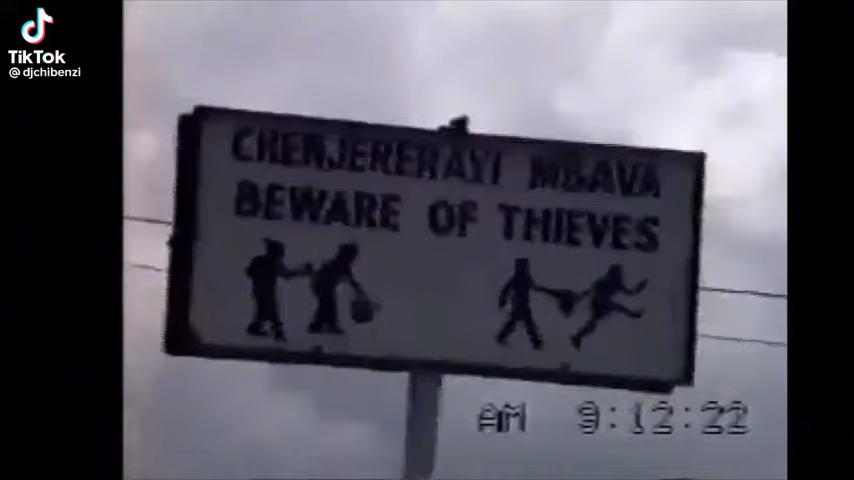 TikTok
@djchibenzi
CHENJERERAYI MBAVA
BEWARE OF THIEVES
AM 9:12:22